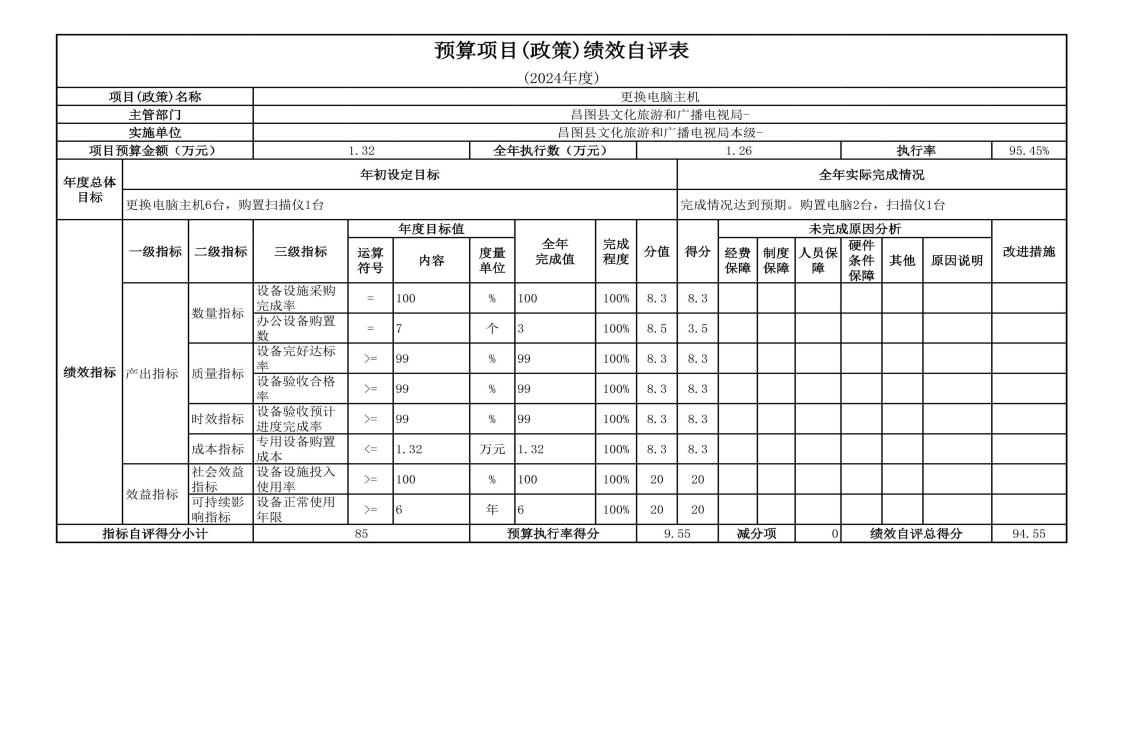 预算项目(政策)绩效自评表
(2024年度)
项目(政策)名称 更换电脑主机
主管部门 昌图县文化旅游和广播电视局-
实施单位 昌图县文化旅游和广播电视局本级-
项目预算金额（万元） 1.32 全年执行数（万元） 1.26 执行率 95.45%
年度总体
目标
年初设定目标 全年实际完成情况
更换电脑主机6台，购置扫描仪1台 完成情况达到预期。购置电脑2台，扫描仪1台
绩效指标
一级指标 二级指标 三级指标 年度目标值 全年
完成值 完成
程度 分值 得分 未完成原因分析 改进措施
运算
符号 内容 度量
单位 经费
保障 制度
保障 人员保
障 硬件
条件
保障 其他 原因说明
产出指标
数量指标
设备设施采购
完成率 = 100 % 100 100% 8.3 8.3
办公设备购置
数 = 7 个 3 100% 8.5 3.5
质量指标
设备完好达标
率 >= 99 % 99 100% 8.3 8.3
设备验收合格
率 >= 99 % 99 100% 8.3 8.3
时效指标
设备验收预计
进度完成率 >= 99 % 99 100% 8.3 8.3
成本指标
专用设备购置
成本 <= 1.32 万元 1.32 100% 8.3 8.3
效益指标
社会效益
指标
设备设施投入
使用率 >= 100 % 100 100% 20 20
可持续影
响指标
设备正常使用
年限 >= 6 年 6 100% 20 20
指标自评得分小计 85 预算执行率得分 9.55 减分项 0 绩效自评总得分 94.55